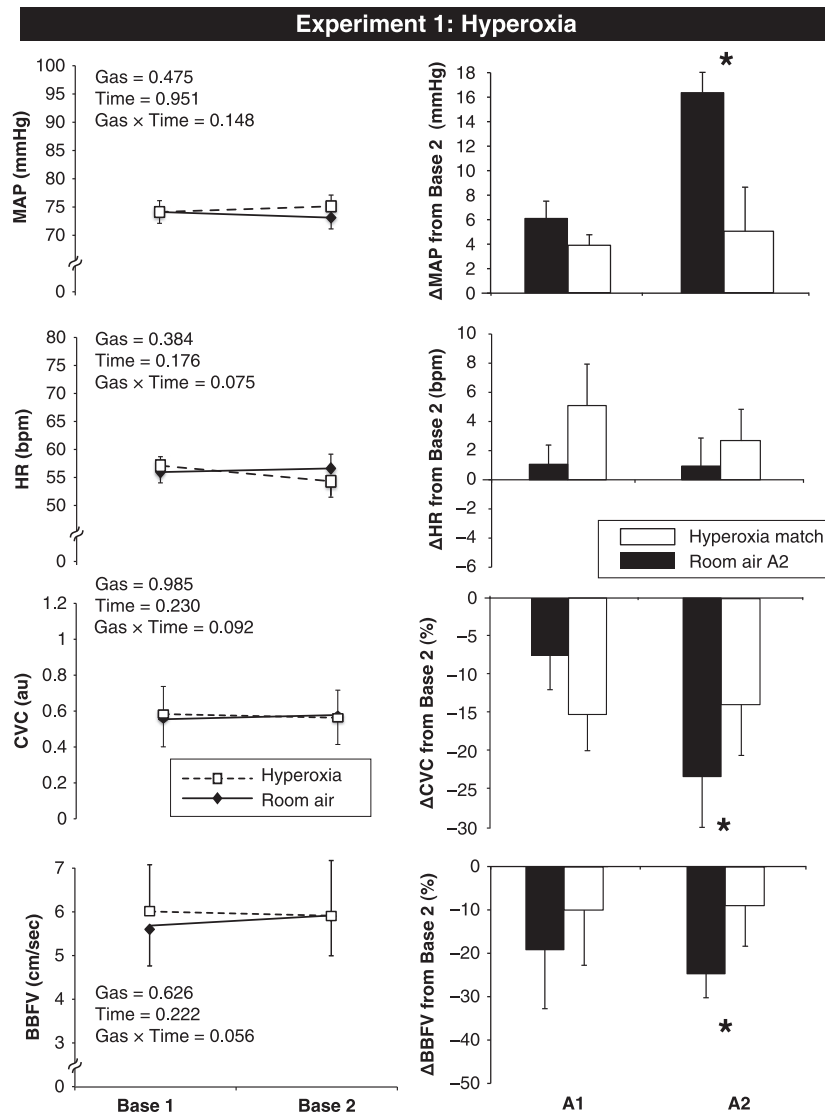 Experiment 1: Hyperoxia
MAP (mmHg)
100
95
90
85
80
75
70
0
Gas = 0.475
Time = 0.951
Gas × Time = 0.148
ΔMAP from Base 2 (mmHg)
18
16
14
12
10
8
6
4
2
0
*
HR (bpm)
80
75
70
65
60
55
50
0
Gas = 0.384
Time = 0.176
Gas × Time = 0.075
ΔHR from Base 2 (bpm)
10
8
6
4
2
0
−2
−4
−6
Hyperoxia match
Room air A2
CVC (au)
1.2
1
0.8
0.6
0.4
0.2
0
Gas = 0.985
Time = 0.230
Gas × Time = 0.092
Hyperoxia
Room air
ΔCVC from Base 2 (%)
0
−5
−10
−15
−20
−25
−30
*
BBFV (cm/sec)
7
6
5
4
3
0
Gas = 0.626
Time = 0.222
Gas × Time = 0.056
Base 1 Base 2
ΔBBFV from Base 2 (%)
0
−10
−20
−30
−40
−50
*
A1 A2